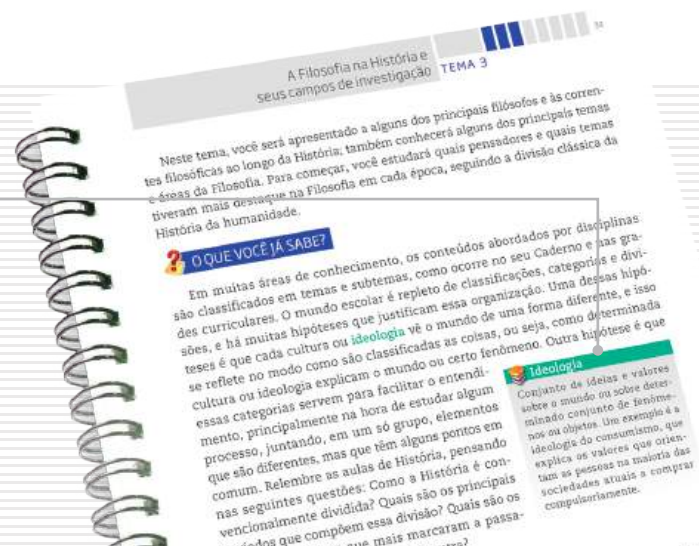 A Filosofia na História e
seus campos de investigação
TEMA 3
Neste tema, você será apresentado a alguns dos principais filósofos e às corren-
tes filosóficas ao longo da História; também conhecerá alguns dos principais temas
e áreas da Filosofia. Para começar, você estudará quais pensadores e quais temas
tiveram mais destaque na Filosofia em cada época, seguindo a divisão clássica da
História da humanidade.
O QUE VOCÊ JÁ SABE?
Em muitas áreas de conhecimento, os conteúdos abordados por disciplinas
são classificados em temas e subtemas, como ocorre no seu Caderno e nas gra-
des curriculares. O mundo escolar é repleto de classificações, categorias e divi-
sões, e há muitas hipóteses que justificam essa organização. Uma dessas hipó-
teses é que cada cultura ou ideologia vê o mundo de uma forma diferente, e isso
se reflete no modo como são classificadas as coisas, ou seja, como determinada
cultura ou ideologia explicam o mundo ou certo fenômeno. Outra hipótese é que
essas categorias servem para facilitar o entendi-
mento, principalmente na hora de estudar algum
processo, juntando, em um só grupo, elementos
que são diferentes, mas que têm alguns pontos em
comum. Relembre as aulas de História, pensando
nas seguintes questões: Como a História é con-
vencionalmente dividida? Quais são os principais
que compõem essa divisão? Quais são os
que mais marcaram a passa-
Ideologia
Conjunto de ideias e valores
sobre o mundo ou sobre deter-
minado conjunto de fenôme-
nos ou objetos. Um exemplo é a
ideologia do consumismo, que
explica os valores que orien-
tam as pessoas na maioria das
sociedades atuais a comprar
compulsoriamente.